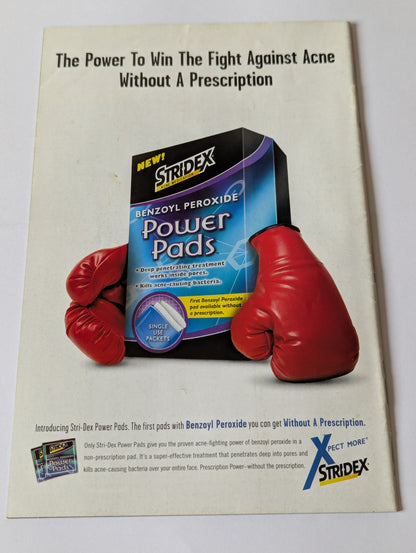 The Power To Win The Fight Against Acne
Without A Prescription
NEW!
STRIDEX
BENZOYL PEROXIDE
Power
Pads
• Deep penetrating treatment
works inside pores.
• Kills acne-causing bacteria.
First Benzoyl Peroxide
pad available without
a prescription.
SINGLE
USE
PACKETS
Introducing Stri-Dex Power Pads. The first pads with Benzoyl Peroxide you can get Without A Prescription.
Only Stri-Dex Power Pads give you the proven acne-fighting power of benzoyl peroxide in a
non-prescription pad. It's a super-effective treatment that penetrates deep into pores and
kills acne-causing bacteria over your entire face. Prescription Power–without the prescription.
STRIDEX
Power
Pads
XPECT MORE
STRIDEX